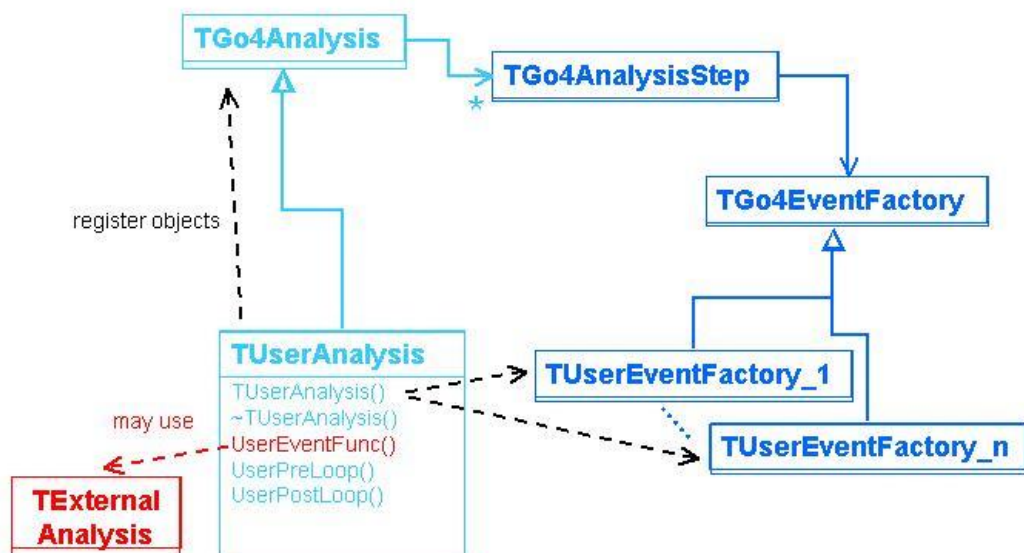 TGo4Analysis
TGo4AnalysisStep
*
TGo4EventFactory
register objects
TUserAnalysis
TUserAnalysis()
~TUserAnalysis()
UserEventFunc()
UserPreLoop()
UserPostLoop()
TUserEventFactory_1
TUserEventFactory_n
may use
TExternal
Analysis